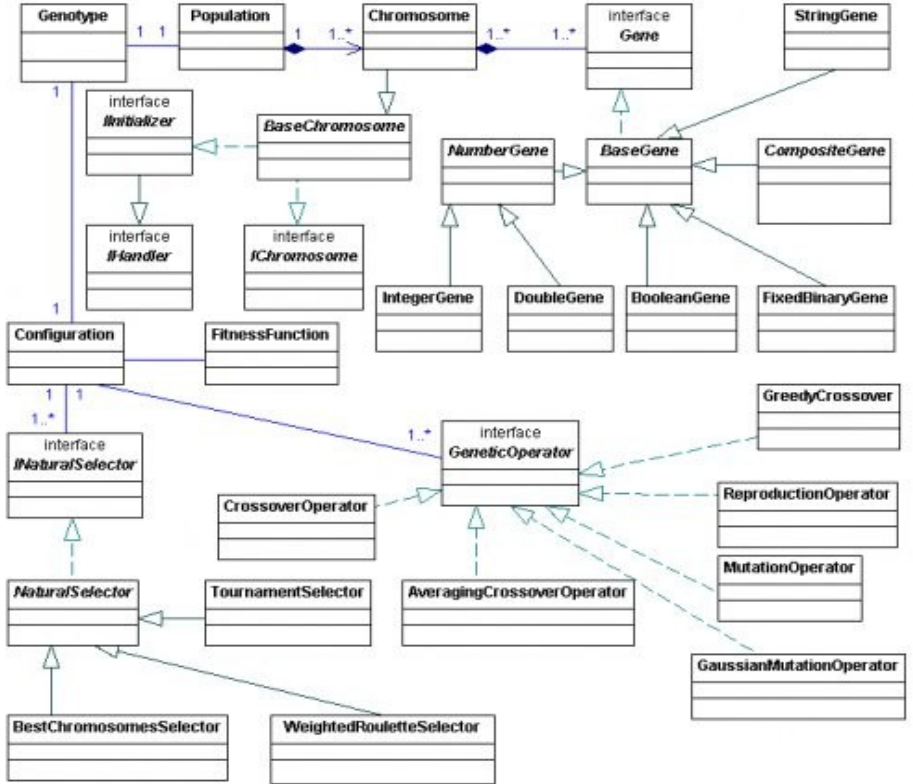 Genotype
1 1
Population
1 1..*
Chromosome
1..* 1..*
interface
Gene
StringGene
1
interface
IInitializer
BaseChromosome
NumberGene
BaseGene
CompositeGene
interface
IHandler
interface
IChromosome
IntegerGene
DoubleGene
BooleanGene
FixedBinaryGene
1
Configuration
FitnessFunction
1 1
1..*
1..*
interface
INaturalSelector
interface
GeneticOperator
GreedyCrossover
CrossoverOperator
ReproductionOperator
MutationOperator
NaturalSelector
TournamentSelector
AveragingCrossoverOperator
GaussianMutationOperator
BestChromosomesSelector
WeightedRouletteSelector